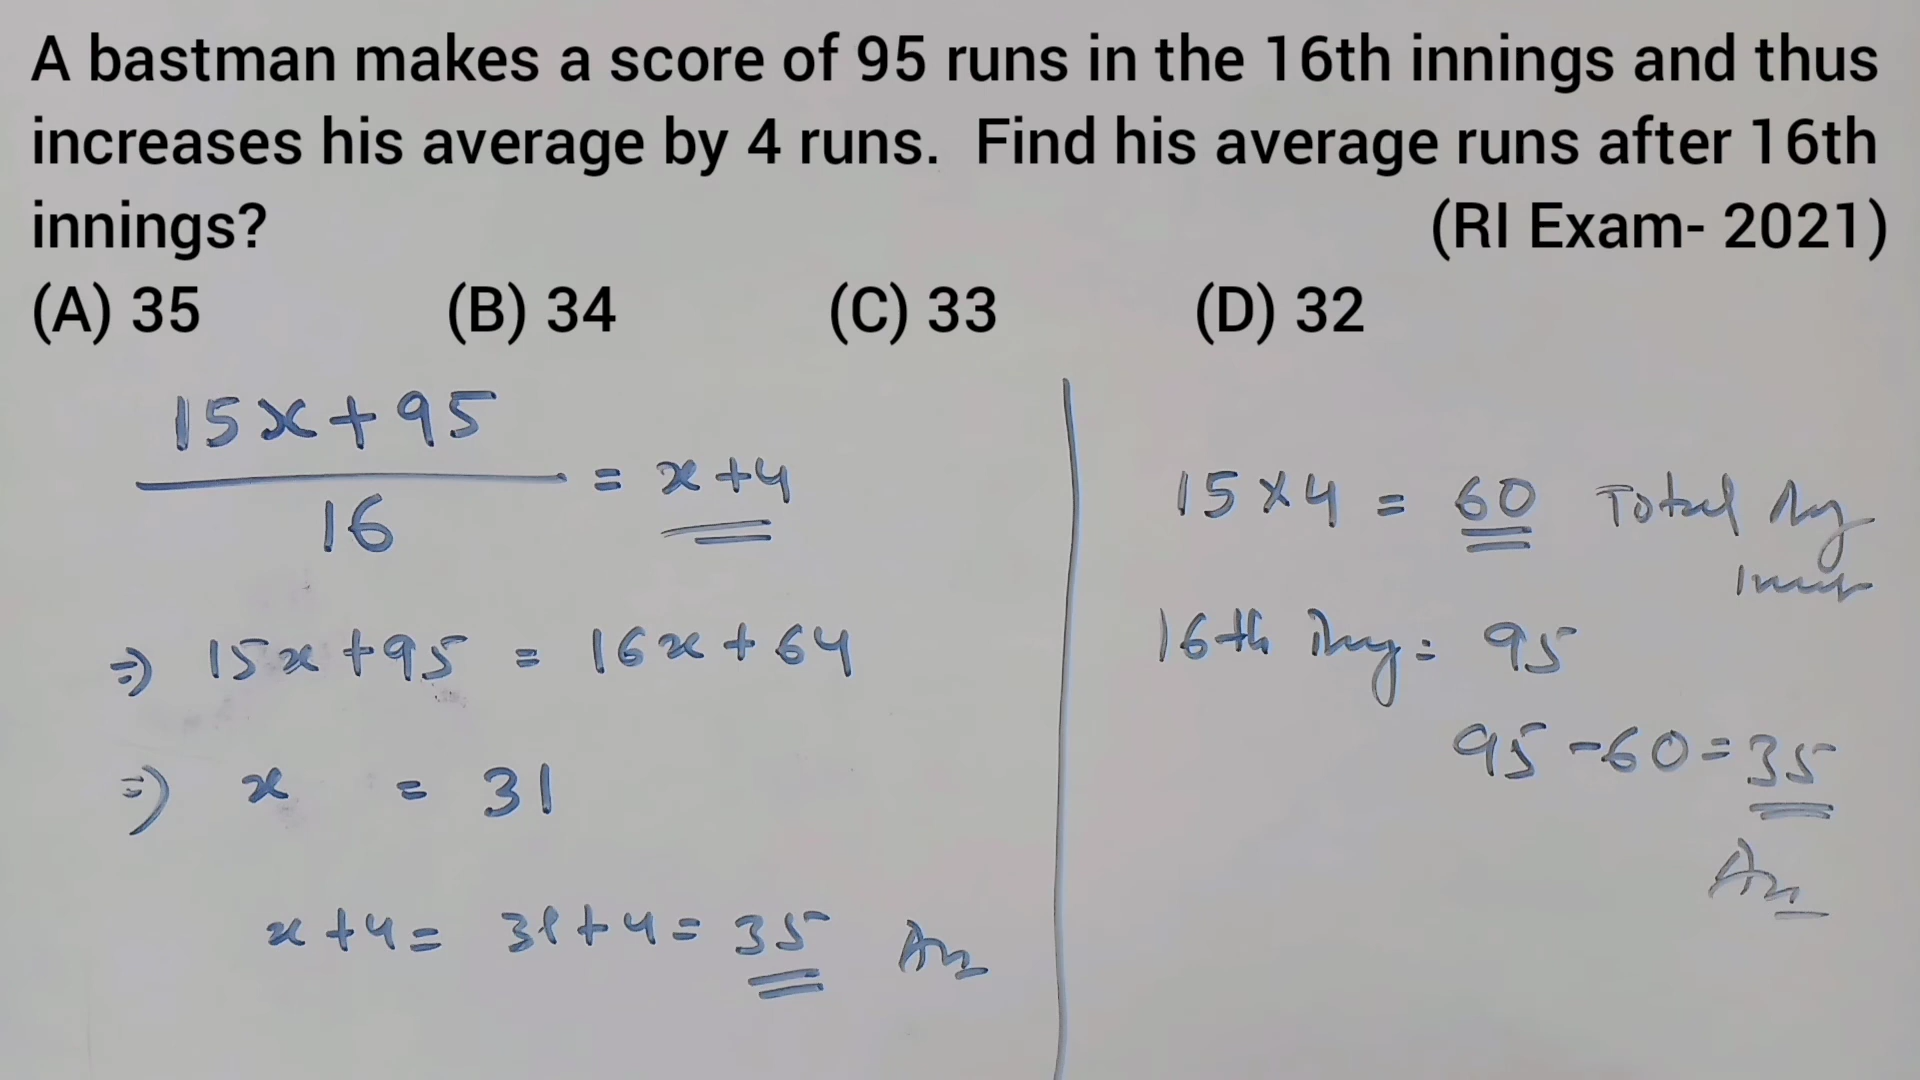 A bastman makes a score of 95 runs in the 16th innings and thus
increases his average by 4 runs. Find his average runs after 16th
innings? (RI Exam- 2021)
(A) 35 (B) 34 (C) 33 (D) 32
15x+95
16
= x+4
=> 15x+95 = 16x+64
=> x = 31
x+4= 31+4= 35 Ans
15×4 = 60 Total
16th = 95
95-60=35
Ans